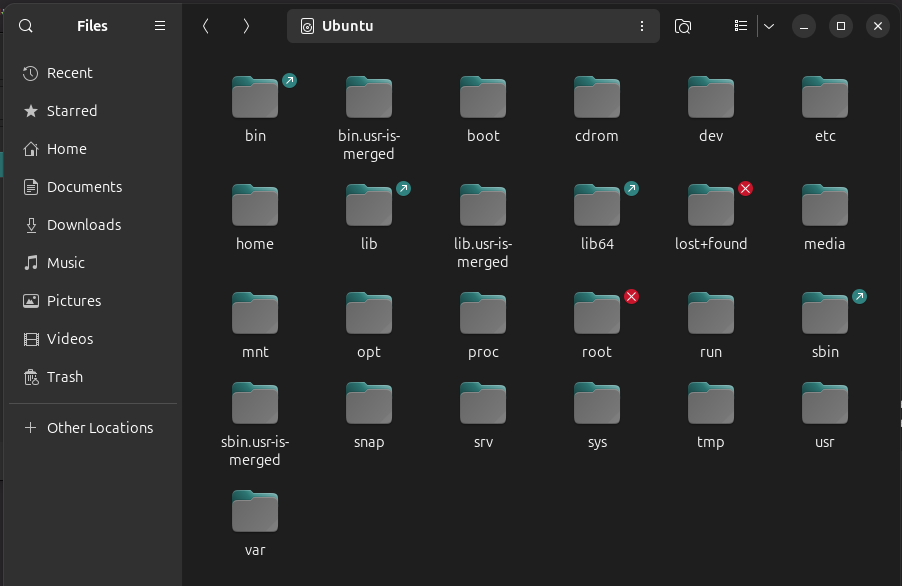 Files
Ubuntu
Recent
Starred
Home
Documents
Downloads
Music
Pictures
Videos
Trash
Other Locations
bin
bin.usr-is-
merged
boot
cdrom
dev
etc
home
lib
lib.usr-is-
merged
lib64
lost+found
media
mnt
opt
proc
root
run
sbin
sbin.usr-is-
merged
snap
srv
sys
tmp
usr
var